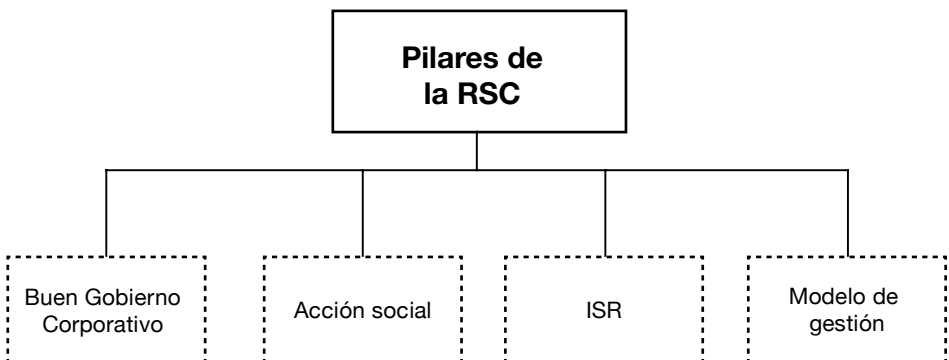 Pilares de
la RSC
Buen Gobierno
Corporativo
Acción social
ISR
Modelo de
gestión